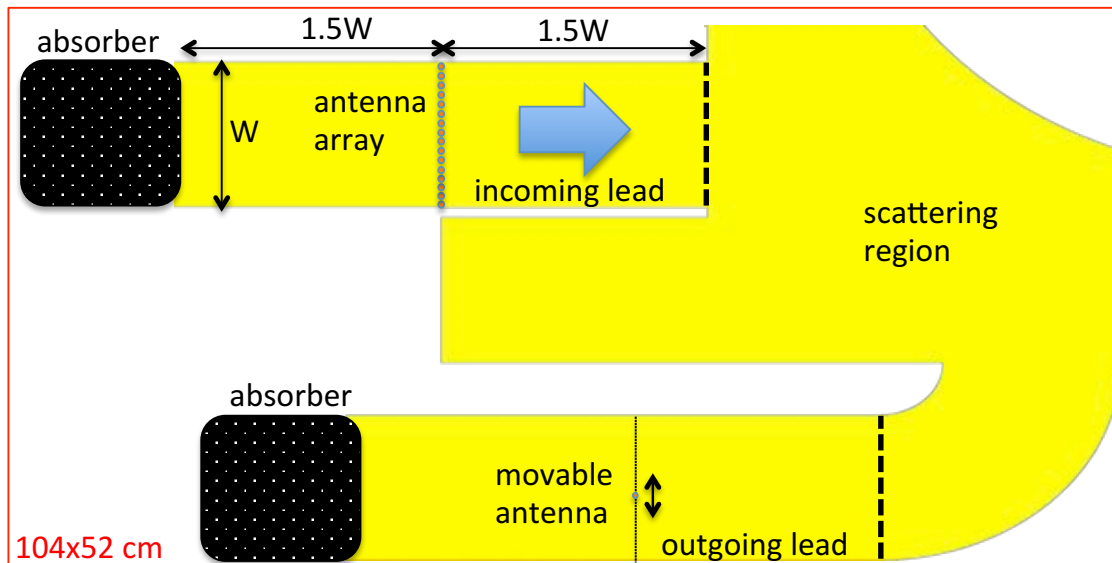 absorber
1.5W
1.5W
W
antenna
array
incoming lead
scattering
region
absorber
movable
antenna
outgoing lead
104x52 cm